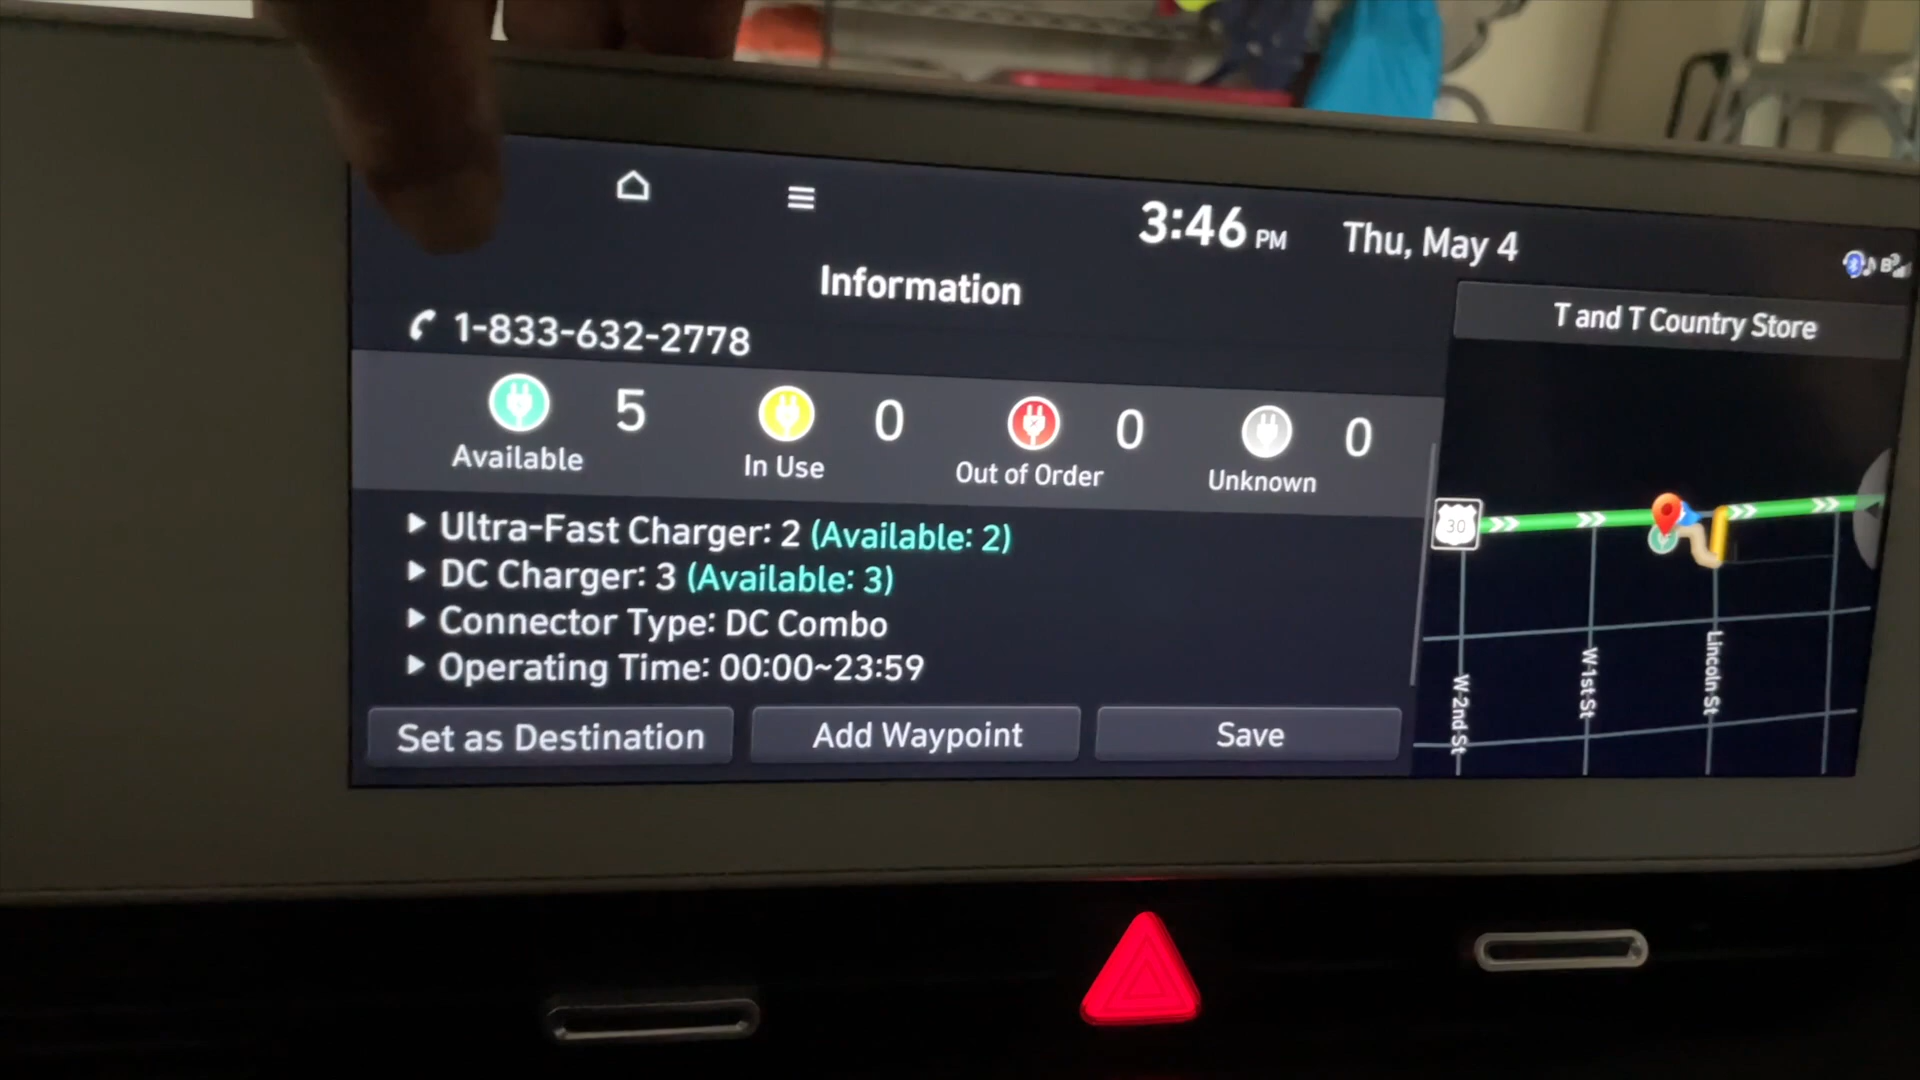 3:46 PM
Thu, May 4
Information
1-833-632-2778
T and T Country Store
5
0
0
0
Available
In Use
Out of Order
Unknown
30
Ultra-Fast Charger: 2 (Available: 2)
DC Charger: 3 (Available: 3)
Connector Type: DC Combo
Operating Time: 00:00~23:59
W 2nd St
W 1st St
Lincoln St
Set as Destination
Add Waypoint
Save